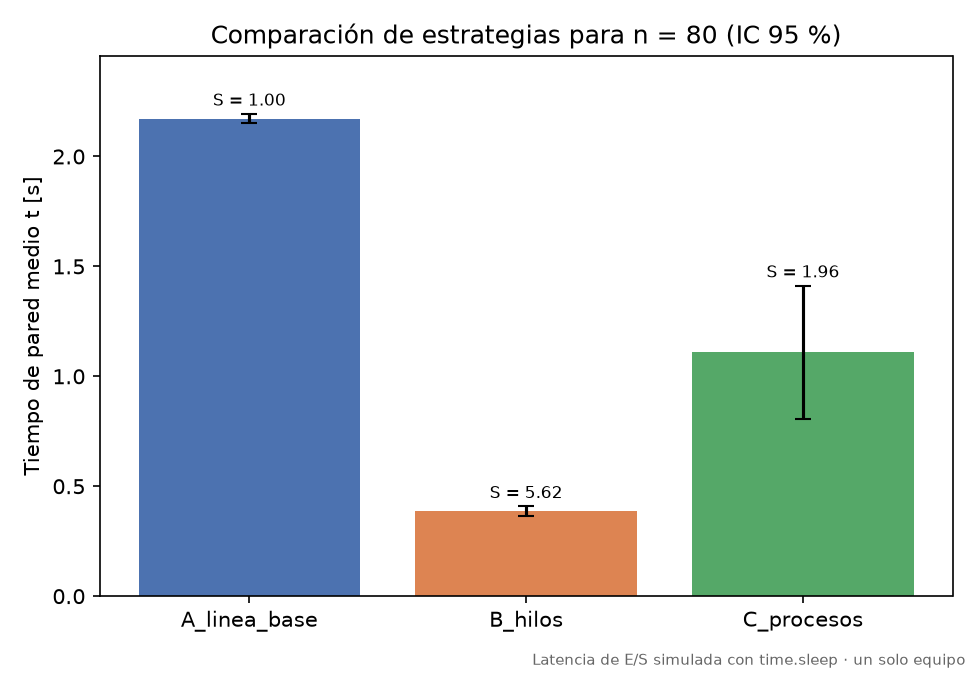 Comparación de estrategias para n = 80 (IC 95 %)
Tiempo de pared medio t [s]
2.0
1.5
1.0
0.5
0.0
S = 1.00
S = 5.62
S = 1.96
A_linea_base
B_hilos
C_procesos
Latencia de E/S simulada con time.sleep · un solo equipo